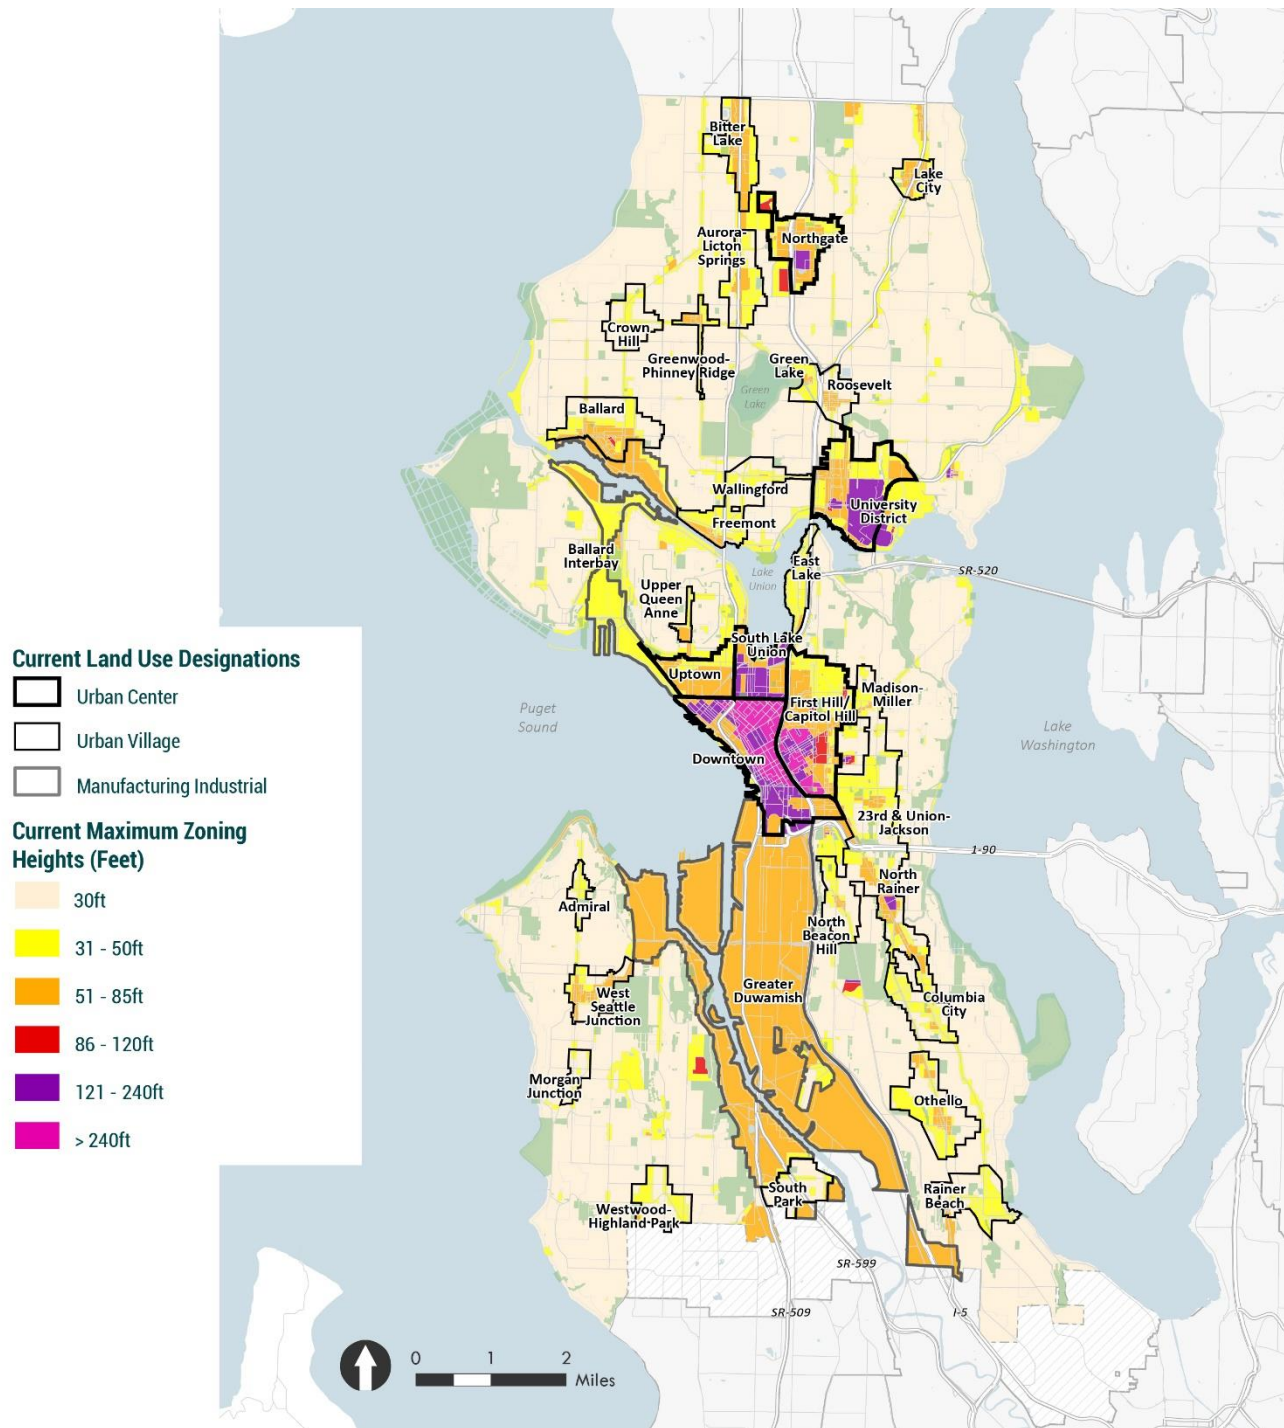 Bitter
Lake
Lake
City
Aurora-
Licton
Springs
Northgate
Crown
Hill
Greenwood-
Phinney Ridge
Green
Lake
Roosevelt
Green
Lake
Ballard
Wallingford
Freemont
University
District
Ballard
Interbay
East
Lake
SR-520
Lake
Union
Upper
Queen
Anne
South Lake
Union
Uptown
Madison-
Miller
First Hill/
Capitol Hill
Puget
Sound
Lake
Washington
Downtown
23rd & Union-
Jackson
1-90
North
Rainer
Admiral
North
Beacon
Hill
Greater
Duwamish
West
Seattle
Junction
Columbia
City
Morgan
Junction
Othello
South
Park
Rainer
Beach
Westwood-
Highland Park
SR-599
SR-509
I-5
Current Land Use Designations
Urban Center
Urban Village
Manufacturing Industrial
Current Maximum Zoning
Heights (Feet)
30ft
31 - 50ft
51 - 85ft
86 - 120ft
121 - 240ft
> 240ft
0 1 2
Miles